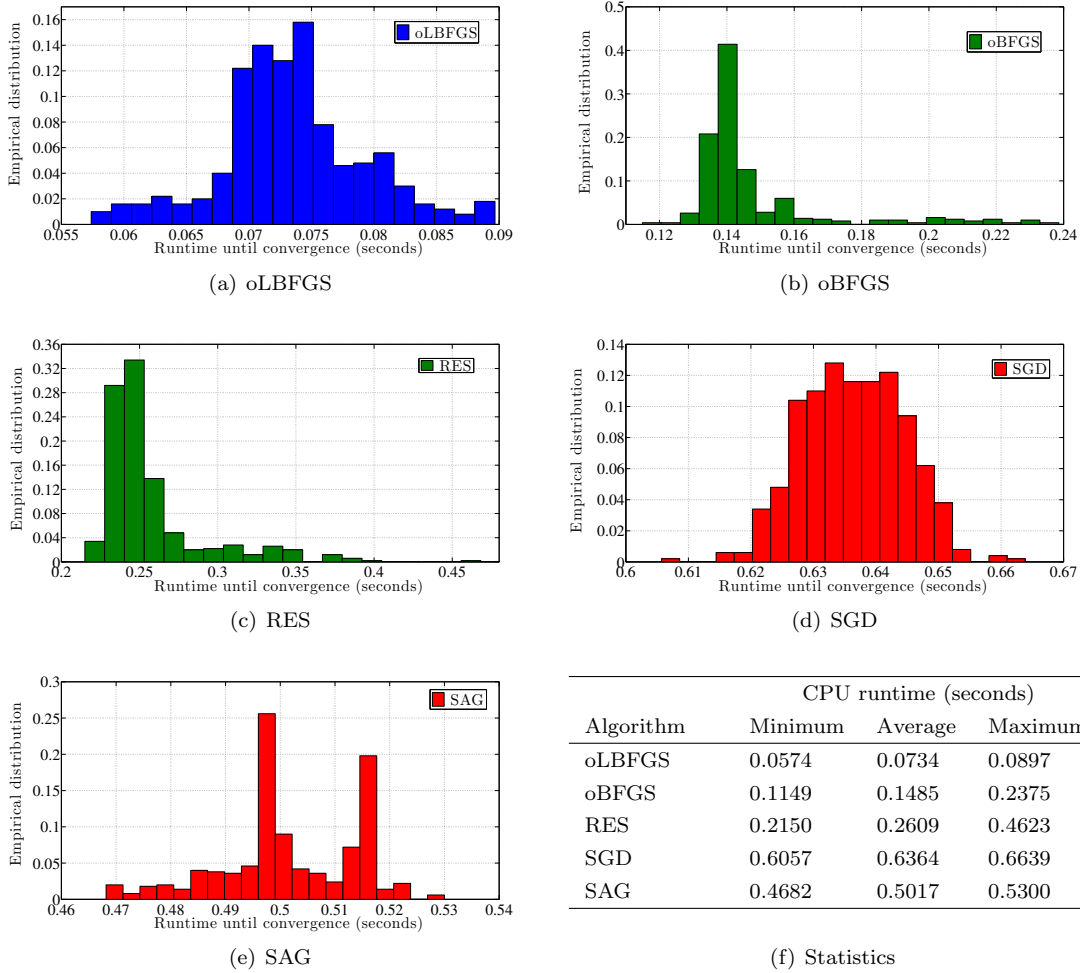 0.16
0.12
0.08
0.04
0
0.055
0.06
0.065
0.07
0.075
0.08
0.085
0.09
Empirical distribution
Runtime until convergence (seconds)
oLBFGS
(a) oLBFGS
0.5
0.4
0.3
0.2
0.1
0
0.12
0.14
0.16
0.18
0.2
0.22
0.24
Empirical distribution
Runtime until convergence (seconds)
oBFGS
(b) oBFGS
0.36
0.32
0.28
0.24
0.2
0.16
0.12
0.08
0.04
0
0.2
0.25
0.3
0.35
0.4
0.45
Empirical distribution
Runtime until convergence (seconds)
RES
(c) RES
0.14
0.12
0.1
0.08
0.06
0.04
0.02
0
0.6
0.61
0.62
0.63
0.64
0.65
0.66
0.67
Empirical distribution
Runtime until convergence (seconds)
SGD
(d) SGD
0.3
0.25
0.2
0.15
0.1
0.05
0
0.46
0.47
0.48
0.49
0.5
0.51
0.52
0.53
0.54
Empirical distribution
Runtime until convergence (seconds)
SAG
(e) SAG
CPU runtime (seconds)
Algorithm Minimum Average Maximum
oLBFGS 0.0574 0.0734 0.0897
oBFGS 0.1149 0.1485 0.2375
RES 0.2150 0.2609 0.4623
SGD 0.6057 0.6364 0.6639
SAG 0.4682 0.5017 0.5300
(f) Statistics